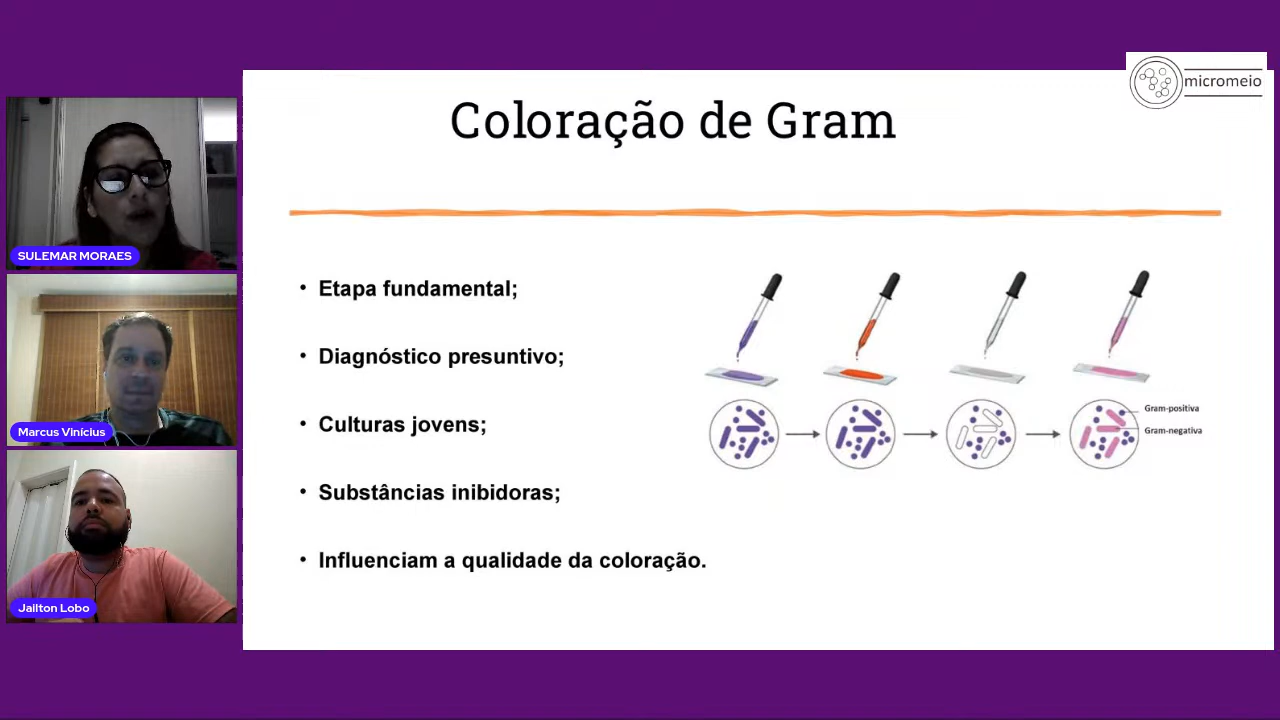 micromeio
Coloração de Gram
Etapa fundamental;
Diagnóstico presuntivo;
Culturas jovens;
Substâncias inibidoras;
Influenciam a qualidade da coloração.
Gram-positiva
Gram-negativa
SULEMAR MORAES
Marcus Vinícius
Jailton Lobo